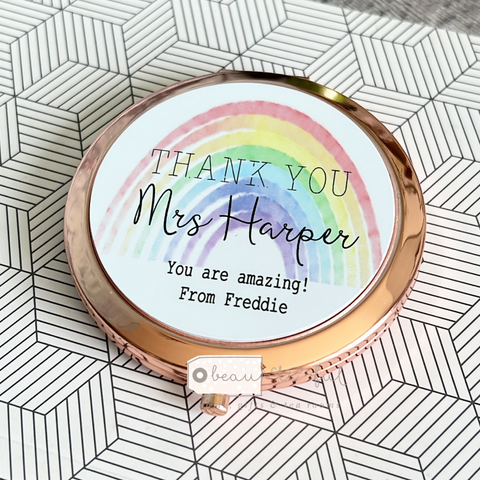 THANK YOU
Mrs Harper
You are amazing!
From Freddie